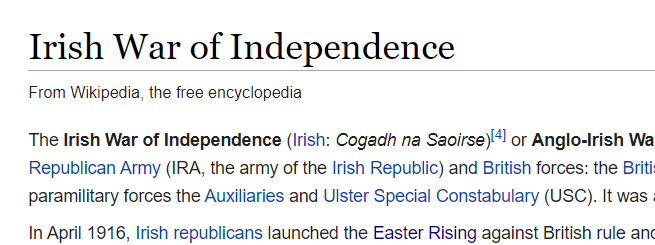 Irish War of Independence
From Wikipedia, the free encyclopedia
The Irish War of Independence (Irish: Cogadh na Saoirse)[4] or Anglo-Irish Wa
Republican Army (IRA, the army of the Irish Republic) and British forces: the Briti
paramilitary forces the Auxiliaries and Ulster Special Constabulary (USC). It was
In April 1916, Irish republicans launched the Easter Rising against British rule and